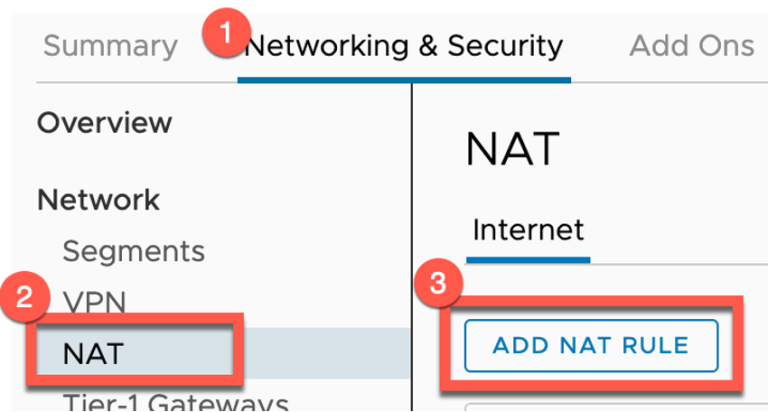 Summary
1
Networking & Security
Add Ons
Overview
Network
Segments
VPN
2
NAT
Tier-1 Gateways
NAT
Internet
3
ADD NAT RULE